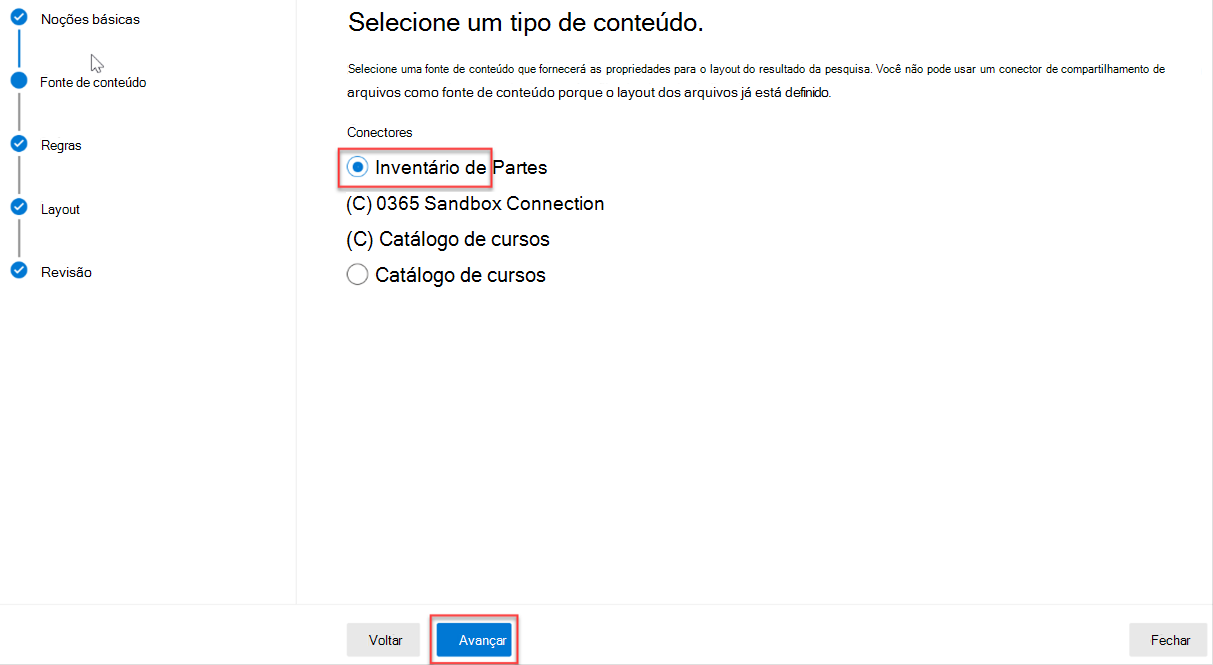 Noções básicas
Fonte de conteúdo
Regras
Layout
Revisão
Selecione um tipo de conteúdo.
Selecione uma fonte de conteúdo que fornecerá as propriedades para o layout do resultado da pesquisa. Você não pode usar um conector de compartilhamento de
arquivos como fonte de conteúdo porque o layout dos arquivos já está definido.
Conectores
Inventário de Partes
(C) 0365 Sandbox Connection
(C) Catálogo de cursos
Catálogo de cursos
Voltar
Avançar
Fechar